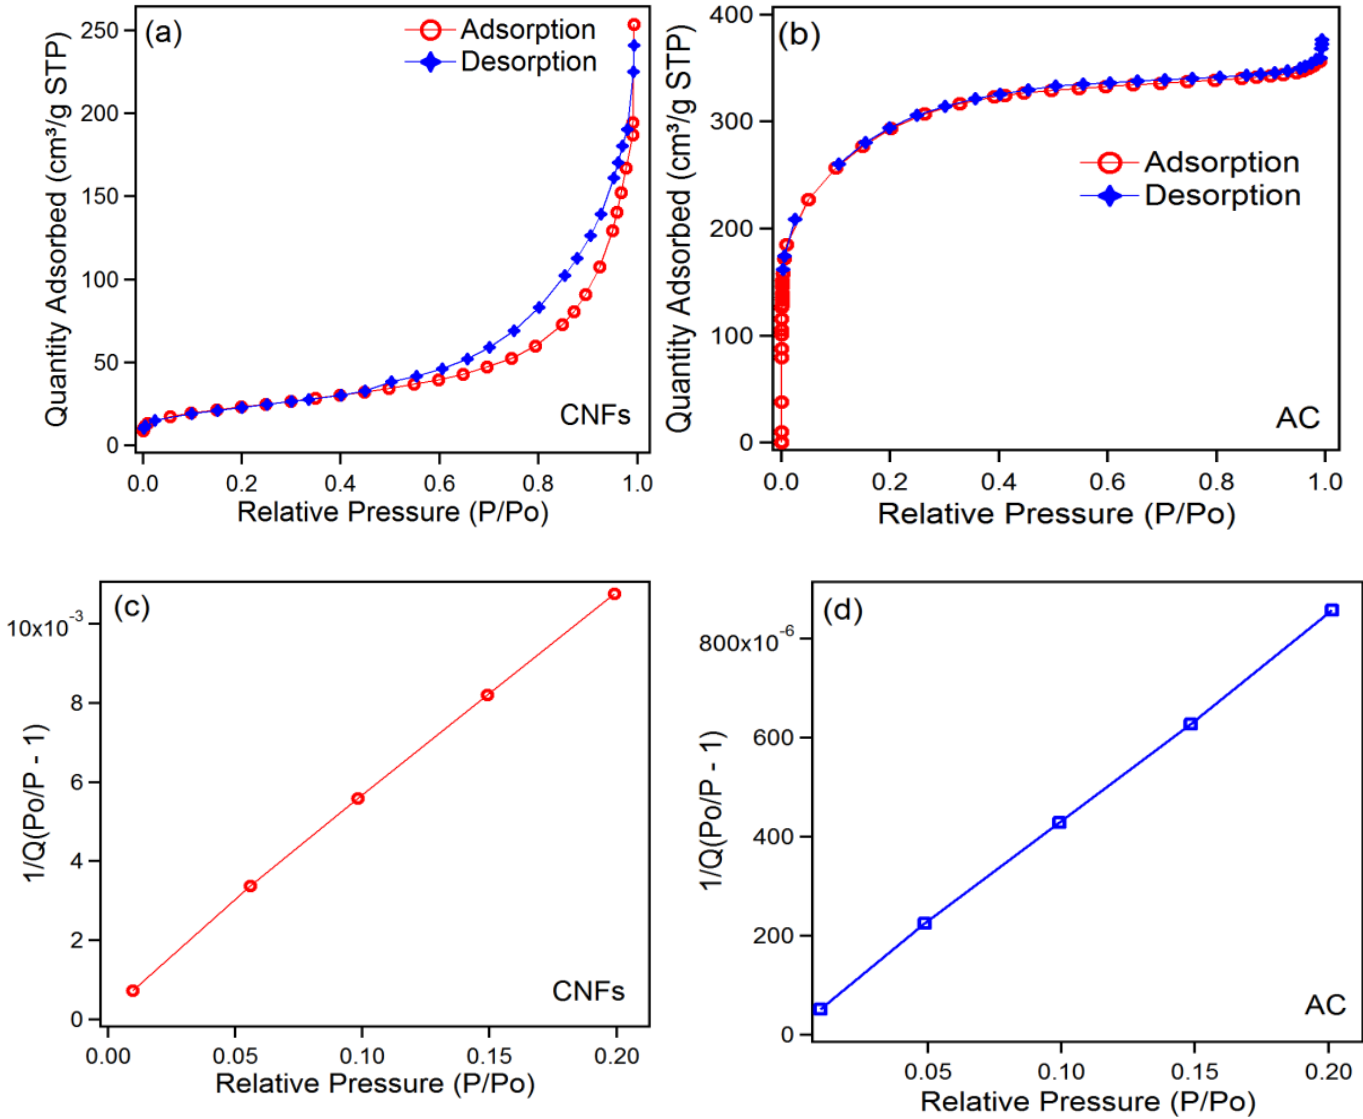 (a)
Adsorption
Desorption
250
200
150
100
50
0
Quantity Adsorbed (cm³/g STP)
CNFs
0.0 0.2 0.4 0.6 0.8 1.0
Relative Pressure (P/Po)
(b)
400
300
200
100
0
Quantity Adsorbed (cm³/g STP)
Adsorption
Desorption
AC
0.0 0.2 0.4 0.6 0.8 1.0
Relative Pressure (P/Po)
(c)
10x10⁻³
8
6
4
2
0
1/Q(Po/P - 1)
CNFs
0.00 0.05 0.10 0.15 0.20
Relative Pressure (P/Po)
(d)
800x10⁻⁶
600
400
200
0
1/Q(Po/P - 1)
AC
0.05 0.10 0.15 0.20
Relative Pressure (P/Po)